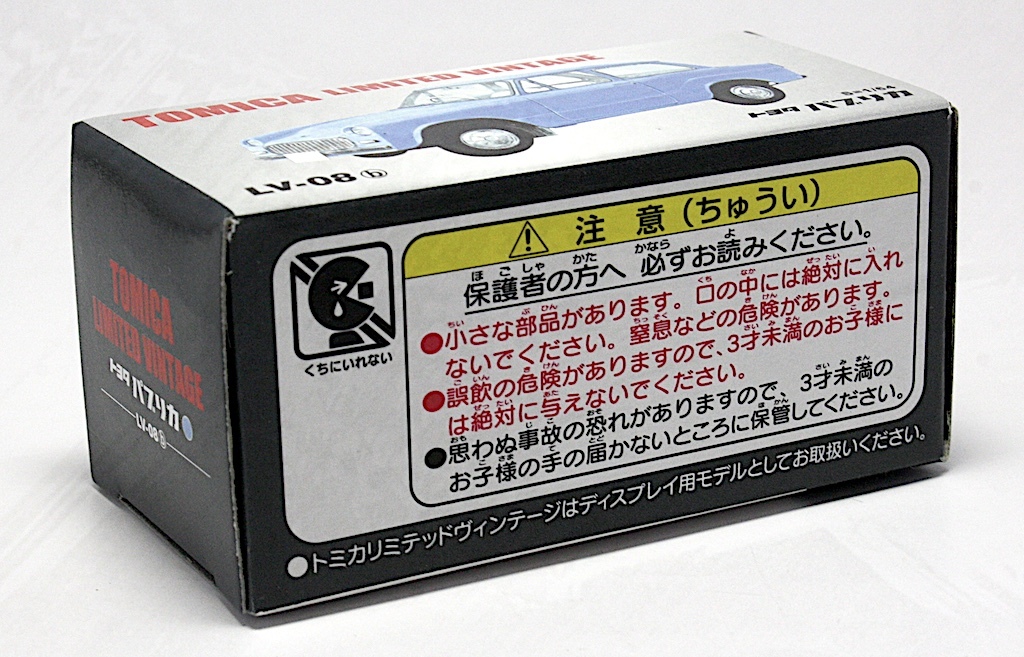 TOMICA LIMITED VINTAGE
S=1:64
トヨタ パブリカ
LV-08 b
TOMICA
LIMITED VINTAGE
トヨタ パブリカ
LV-08 b
くちにいれない
注 意(ちゅうい)
保護者の方へ 必ずお読みください。
●小さな部品があります。口の中には絶対に入れ
ないでください。窒息などの危険があります。
●誤飲の危険がありますので、3才未満のお子様に
は絶対に与えないでください。
●思わぬ事故の恐れがありますので、3才未満の
お子様の手の届かないところに保管してください。
●トミカリミテッドヴィンテージはディスプレイ用モデルとしてお取扱いください。